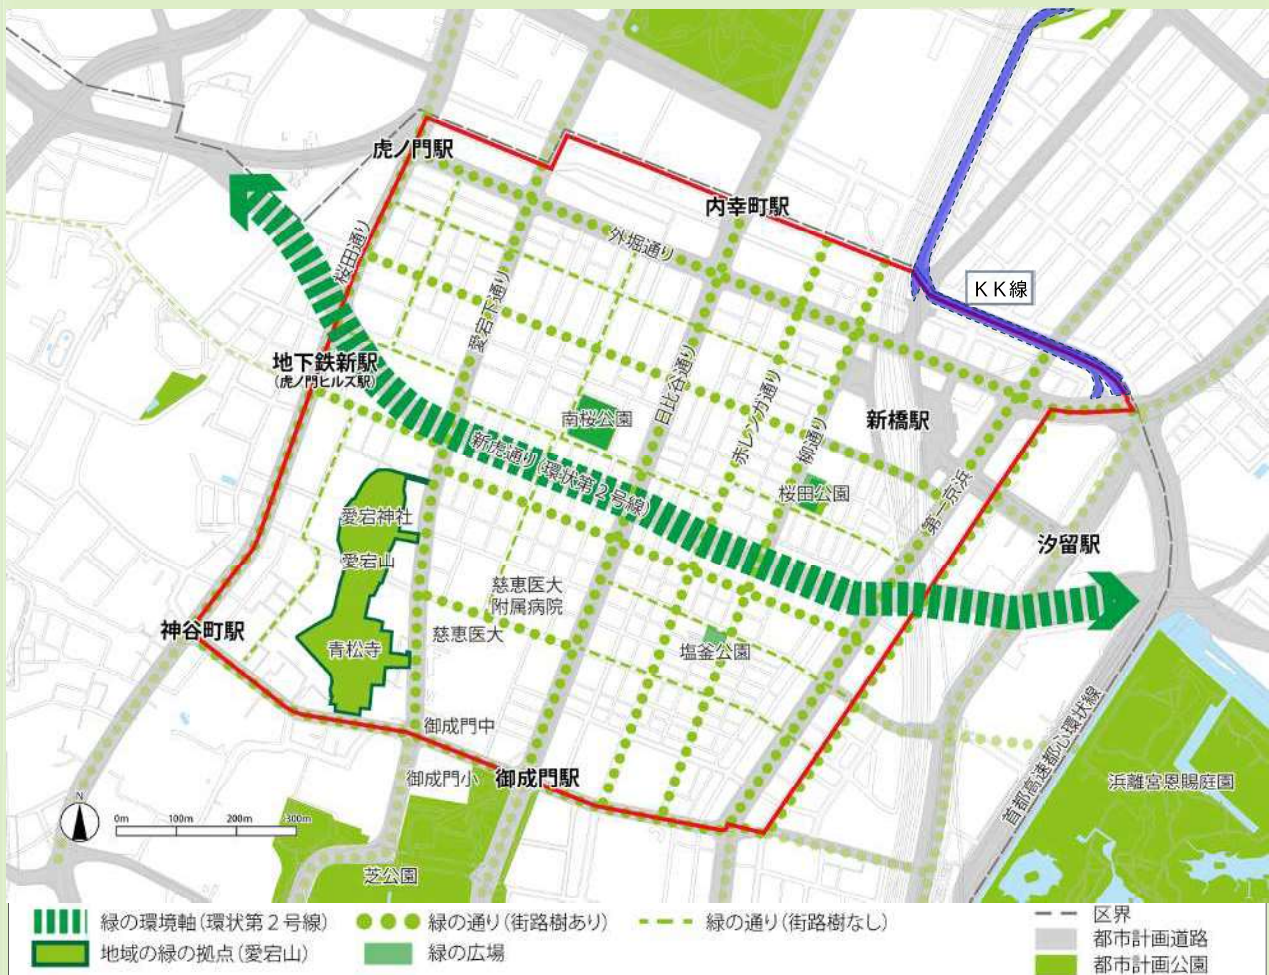 虎ノ門駅
内幸町駅
外堀通り
桜田通り
愛宕下通り
KK線
地下鉄新駅
(虎ノ門ヒルズ駅)
日比谷通り
赤レンガ通り
柳通り
新橋駅
南桜公園
新虎通り(環状第2号線)
桜田公園
第一京浜
汐留駅
愛宕神社
愛宕山
慈恵医大
附属病院
慈恵医大
神谷町駅
青松寺
塩釜公園
御成門中
御成門小
御成門駅
首都高速都心環状線
浜離宮恩賜庭園
芝公園
N
0m 100m 200m 300m
緑の環境軸(環状第2号線)
緑の通り(街路樹あり)
緑の通り(街路樹なし)
区界
地域の緑の拠点(愛宕山)
緑の広場
都市計画道路
都市計画公園